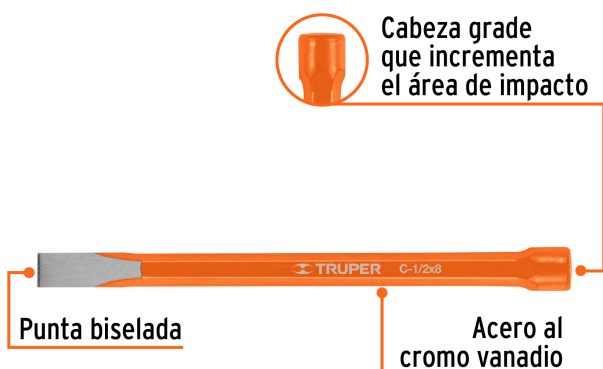 Cabeza grade
que incrementa
el área de impacto
TRUPER C-1/2x8
Punta biselada
Acero al
cromo vanadio